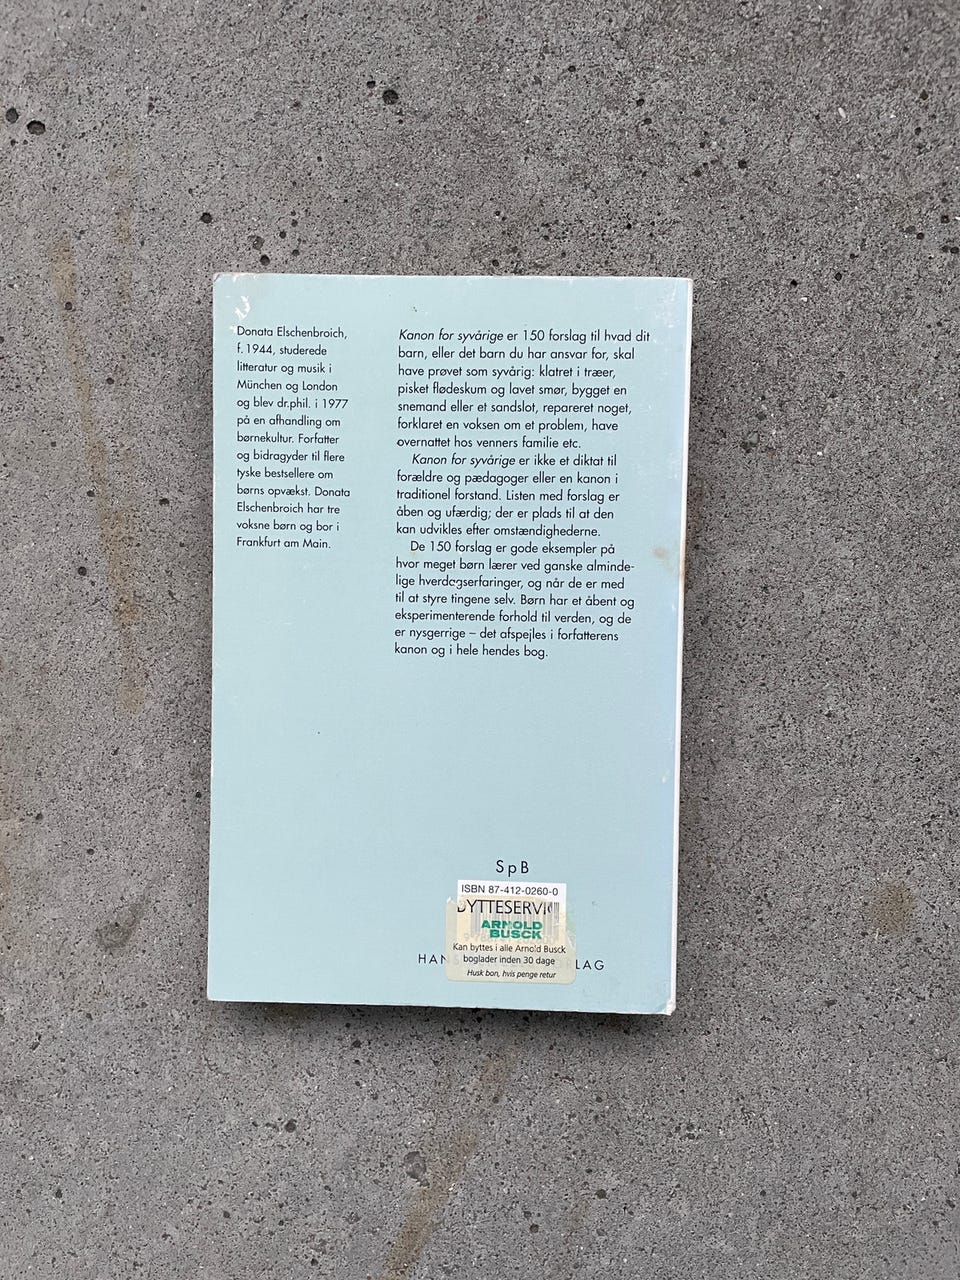 Donata Elschenbroich,
f. 1944, studerede
litteratur og musik i
München og London
og blev dr.phil. i 1977
på en afhandling om
børnekultur. Forfatter
og bidragyder til flere
tyske bestsellere om
børns opvækst. Donata
Elschenbroich har tre
voksne børn og bor i
Frankfurt am Main.
Kanon for syvårige er 150 forslag til hvad dit
barn, eller det barn du har ansvar for, skal
have prøvet som syvårig: klatret i træer,
pisket flødeskum og lavet smør, bygget en
snemand eller et sandslot, repareret noget,
forklaret en voksen om et problem, have
overnattet hos venners familie etc.
Kanon for syvårige er ikke et diktat til
forældre og pædagoger eller en kanon i
traditionel forstand. Listen med forslag er
åben og ufærdig; der er plads til at den
kan udvikles efter omstændighederne.
De 150 forslag er gode eksempler på
hvor meget børn lærer ved ganske alminde-
lige hverdagserfaringer, og når de er med
til at styre tingene selv. Børn har et åbent og
eksperimenterende forhold til verden, og de
er nysgerrige – det afspejles i forfatterens
kanon og i hele hendes bog.
SpB
ISBN 87-412-0260-0
BYTTESERVICE
ARNOLD
BUSCK
Kan byttes i alle Arnold Busck
boglader inden 30 dage
Husk bon, hvis penge retur
HANS